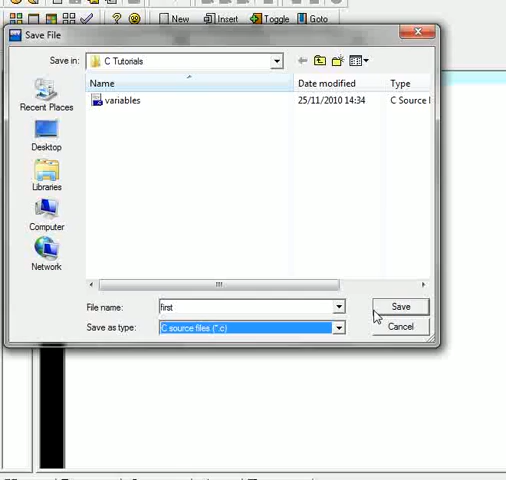 New Insert Toggle Goto
Save File
Save in: C Tutorials
Name Date modified Type
variables 25/11/2010 14:34 C Source
Recent Places
Desktop
Libraries
Computer
Network
File name: first Save
Save as type: C source files (*.c) Cancel